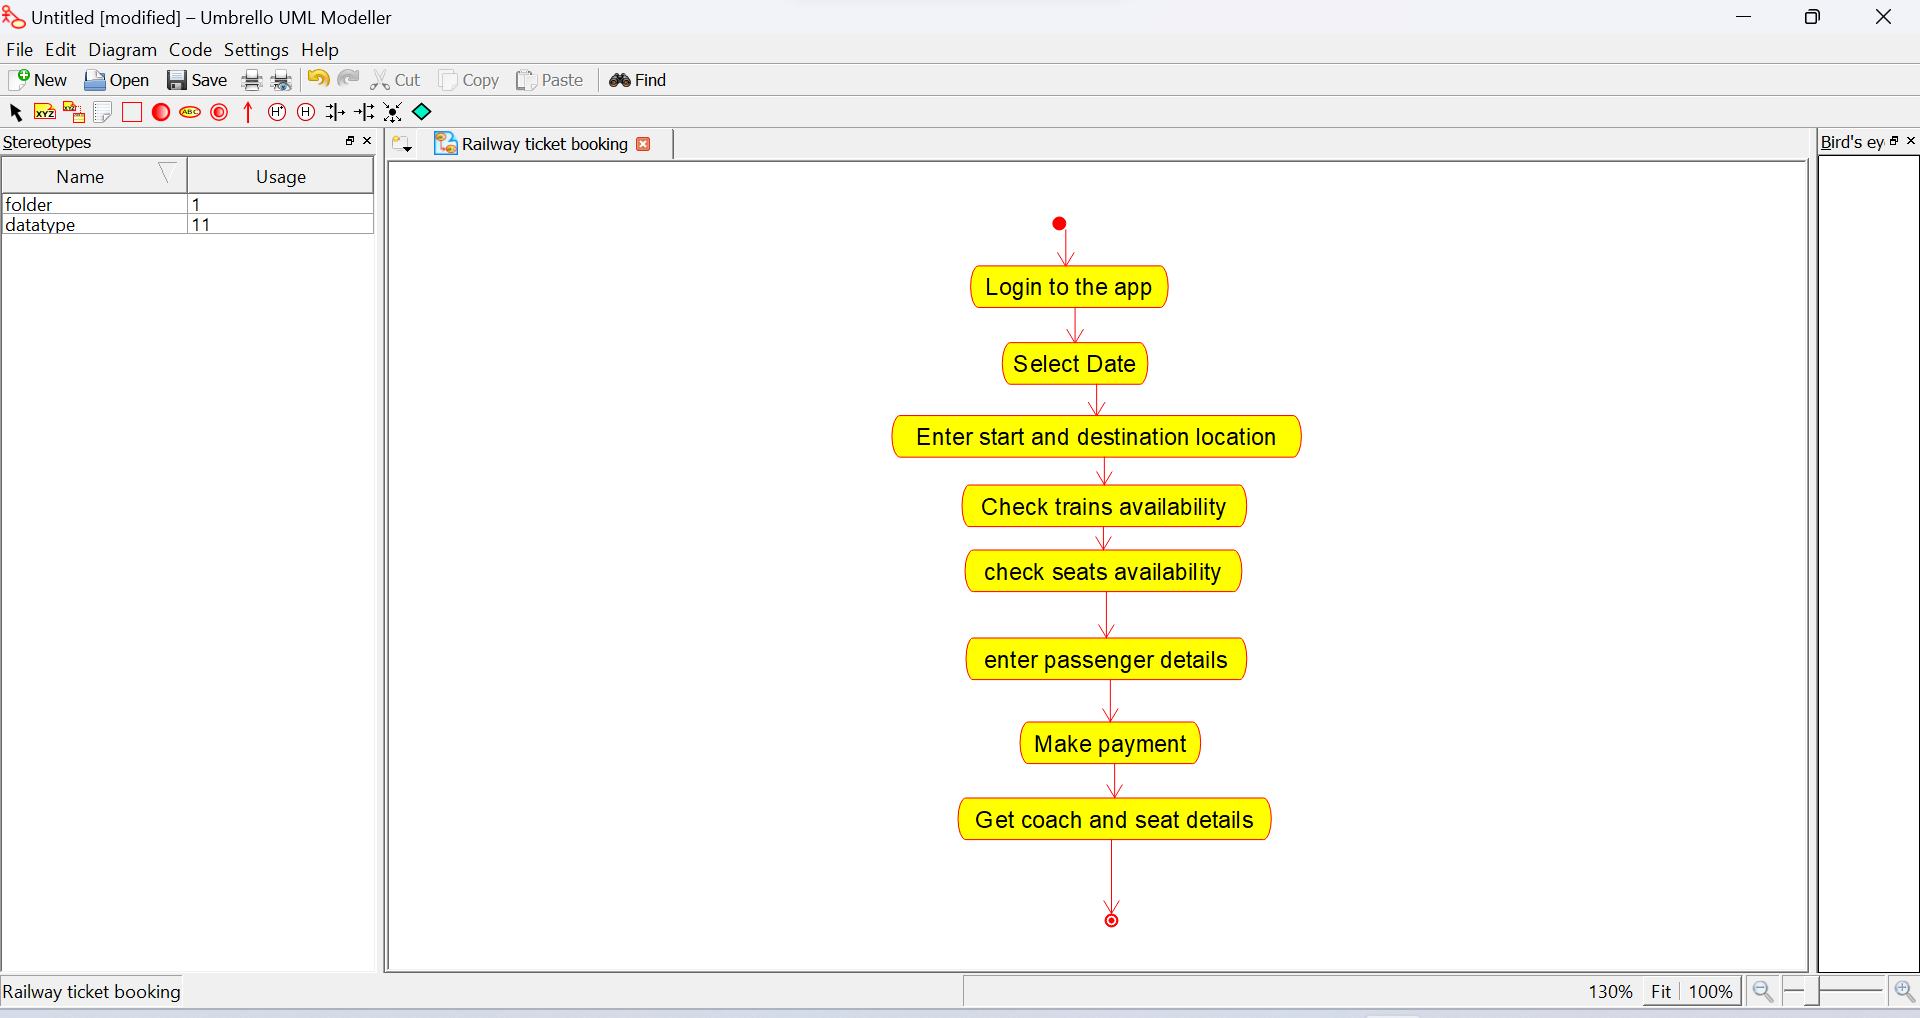 Untitled [modified] – Umbrello UML Modeller
File Edit Diagram Code Settings Help
New Open Save Cut Copy Paste Find
XYZ XYZ ABC H* H
Stereotypes
Railway ticket booking
Bird's ey
Name Usage
folder 1
datatype 11
Login to the app
Select Date
Enter start and destination location
Check trains availability
check seats availability
enter passenger details
Make payment
Get coach and seat details
Railway ticket booking
130% Fit 100%